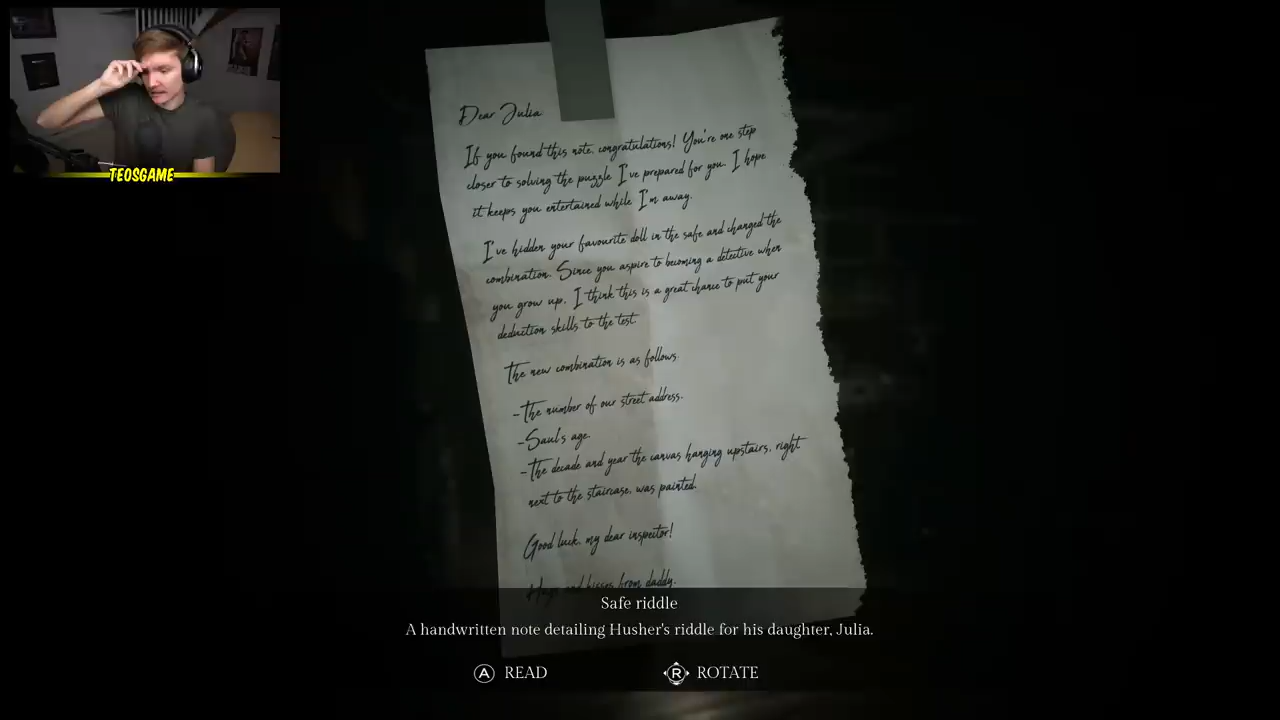 TEOSGAME
Dear Julia
If you found this note, congratulations! You're one step
closer to solving the puzzle I've prepared for you. I hope
it keeps you entertained while I'm away.
I've hidden your favourite doll in the safe and changed the
combination. Since you aspire to becoming a detective when
you grow up, I think this is a great chance to put your
deduction skills to the test.
The new combination is as follows:
-The number of our street address.
-Saul's age.
-The decade and year the canvas hanging upstairs, right
next to the staircase, was painted.
Good luck, my dear inspector!
Hugs and kisses from daddy.
Safe riddle
A handwritten note detailing Husher's riddle for his daughter, Julia.
A READ
R ROTATE